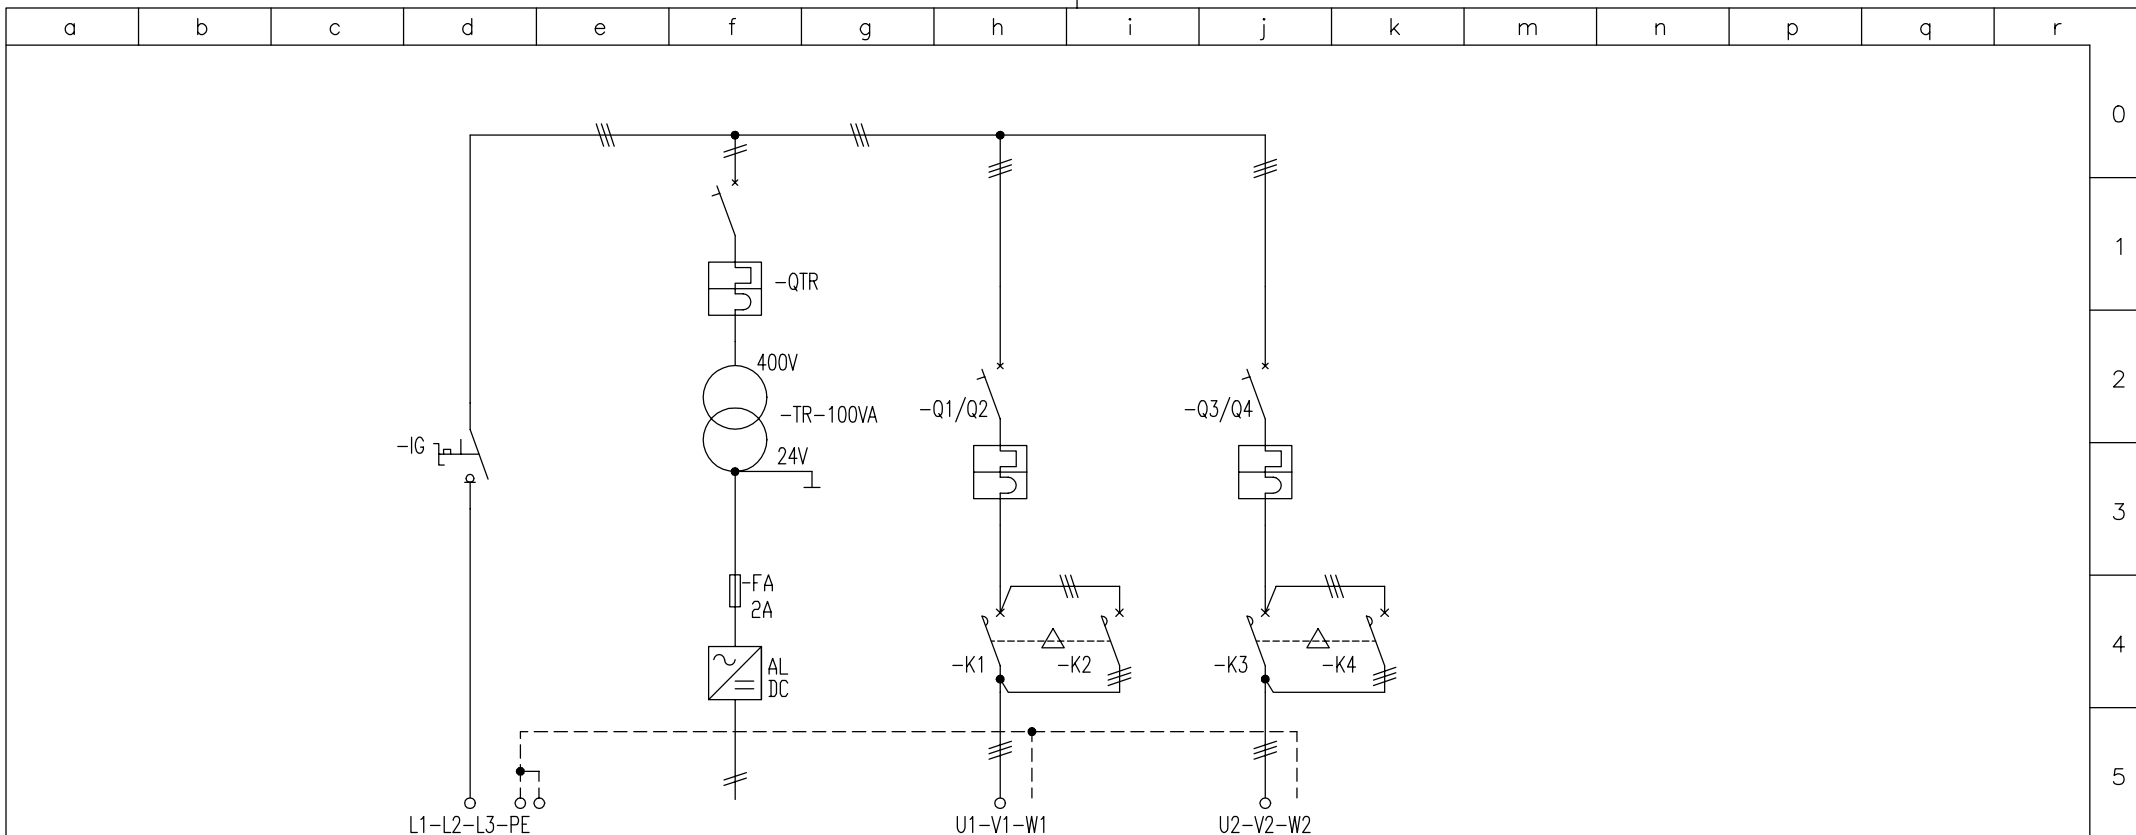 a b c d e f g h i j k m n p q r
0
1
-QTR
400V
2
-Q1/Q2
-Q3/Q4
-TR-100VA
-IG
24V
3
-FA
2A
4
-K1
-K2
-K3
-K4
AL
DC
5
L1-L2-L3-PE
U1-V1-W1
U2-V2-W2